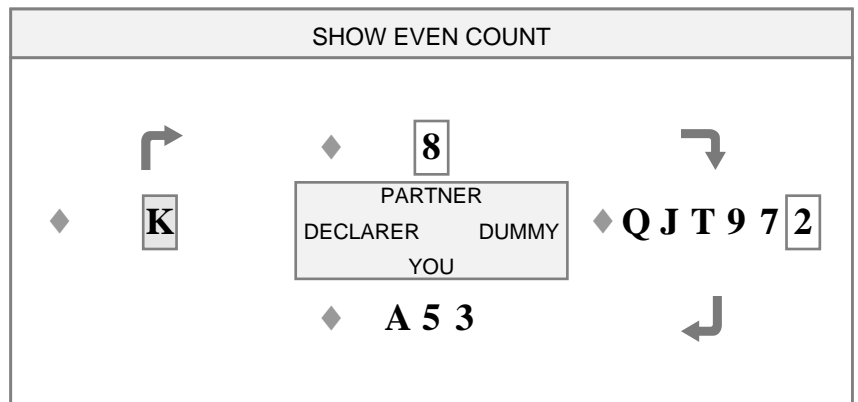 SHOW EVEN COUNT
8
PARTNER
K
DECLARER DUMMY
Q J T 9 7 2
YOU
A 5 3